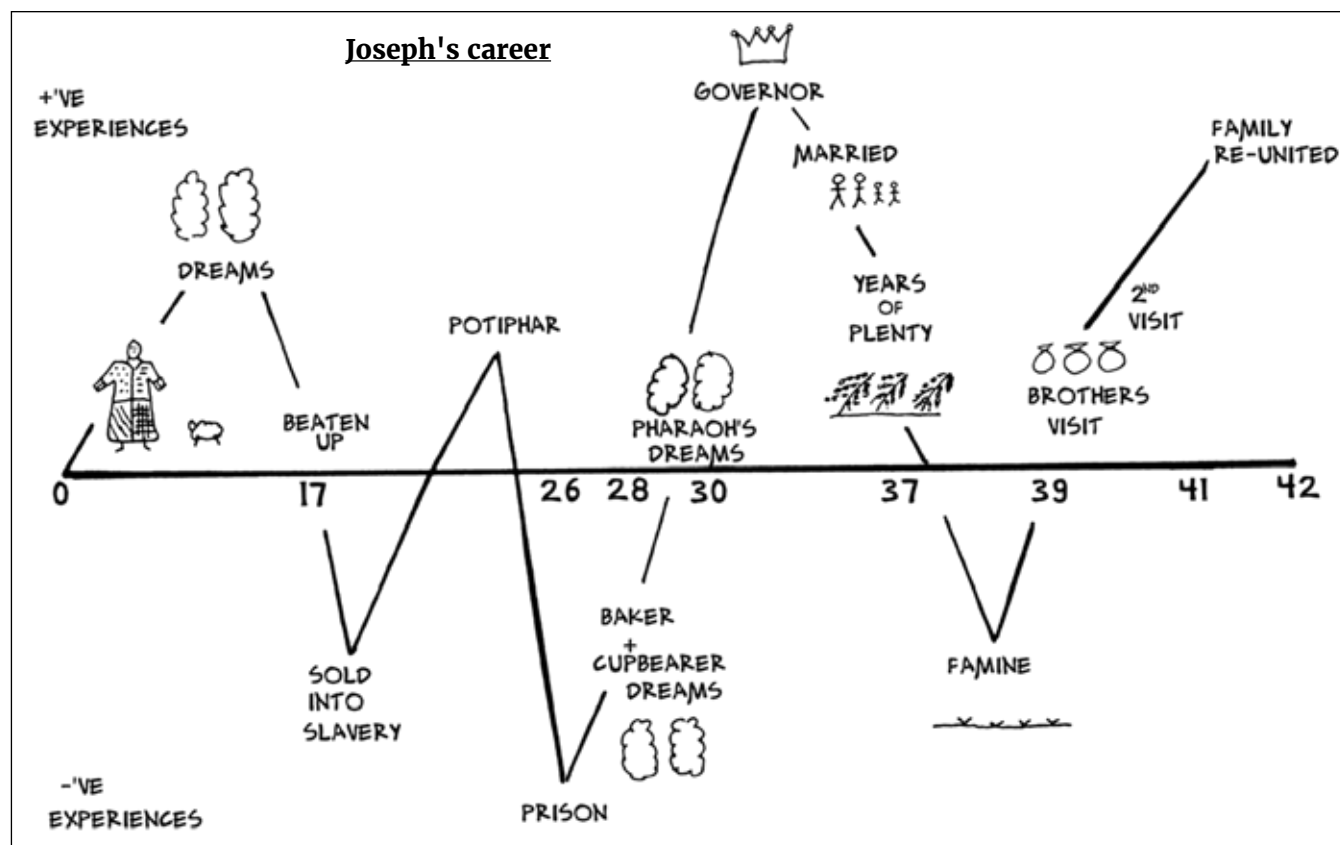 Joseph's career
+'VE
EXPERIENCES
DREAMS
BEATEN
UP
POTIPHAR
GOVERNOR
MARRIED
YEARS
OF
PLENTY
PHARAOH'S
DREAMS
BROTHERS
VISIT
2ND
VISIT
FAMILY
RE-UNITED
0
17
26
28
30
37
39
41
42
SOLD
INTO
SLAVERY
BAKER
+
CUPBEARER
DREAMS
PRISON
FAMINE
-'VE
EXPERIENCES